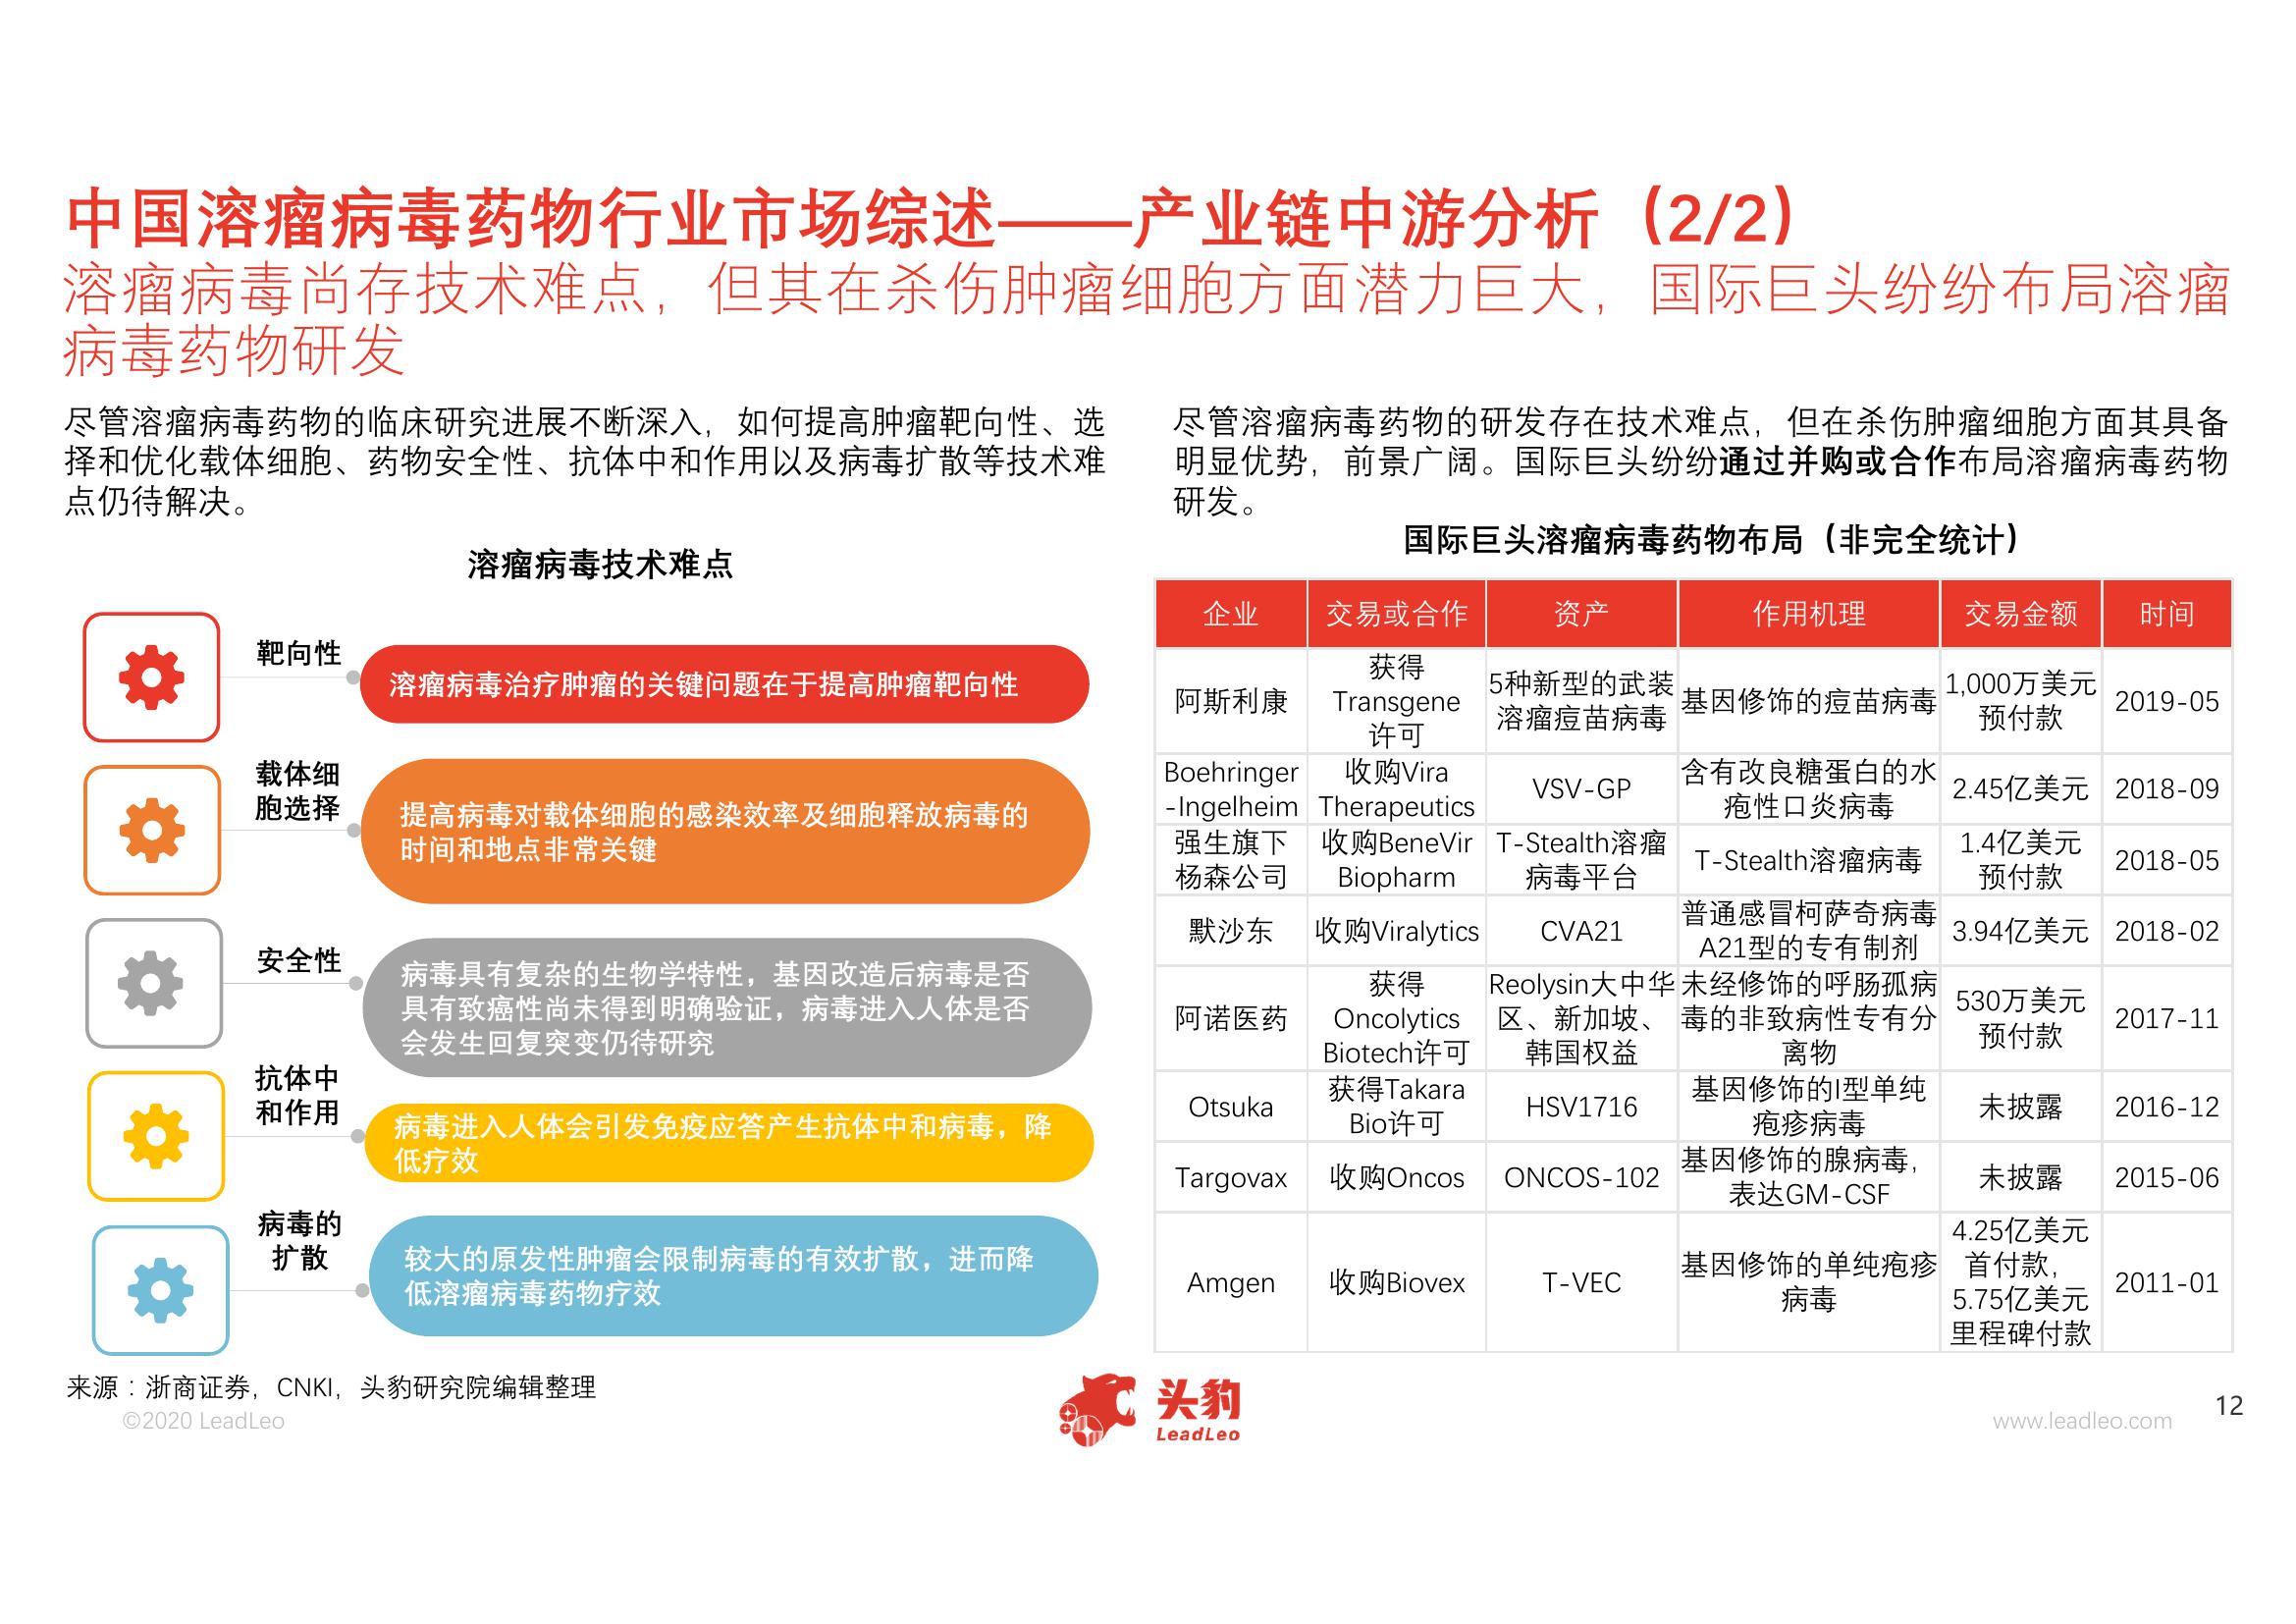 中国溶瘤病毒药物行业市场综述——产业链中游分析（2/2）
溶瘤病毒尚存技术难点，但其在杀伤肿瘤细胞方面潜力巨大，国际巨头纷纷布局溶瘤
病毒药物研发
尽管溶瘤病毒药物的临床研究进展不断深入，如何提高肿瘤靶向性、选
择和优化载体细胞、药物安全性、抗体中和作用以及病毒扩散等技术难
点仍待解决。
溶瘤病毒技术难点
靶向性
溶瘤病毒治疗肿瘤的关键问题在于提高肿瘤靶向性
载体细
胞选择
提高病毒对载体细胞的感染效率及细胞释放病毒的
时间和地点非常关键
安全性
病毒具有复杂的生物学特性，基因改造后病毒是否
具有致癌性尚未得到明确验证，病毒进入人体是否
会发生回复突变仍待研究
抗体中
和作用
病毒进入人体会引发免疫应答产生抗体中和病毒，降
低疗效
病毒的
扩散
较大的原发性肿瘤会限制病毒的有效扩散，进而降
低溶瘤病毒药物疗效
尽管溶瘤病毒药物的研发存在技术难点，但在杀伤肿瘤细胞方面其具备
明显优势，前景广阔。国际巨头纷纷通过并购或合作布局溶瘤病毒药物
研发。
国际巨头溶瘤病毒药物布局（非完全统计）
企业 交易或合作 资产 作用机理 交易金额 时间
阿斯利康
获得
Transgene
许可
5种新型的武装
溶瘤痘苗病毒
基因修饰的痘苗病毒
1,000万美元
预付款
2019-05
Boehringer
-Ingelheim
收购Vira
Therapeutics
VSV-GP
含有改良糖蛋白的水
疱性口炎病毒
2.45亿美元
2018-09
强生旗下
杨森公司
收购BeneVir
Biopharm
T-Stealth溶瘤
病毒平台
T-Stealth溶瘤病毒
1.4亿美元
预付款
2018-05
默沙东
收购Viralytics
CVA21
普通感冒柯萨奇病毒
A21型的专有制剂
3.94亿美元
2018-02
阿诺医药
获得
Oncolytics
Biotech许可
Reolysin大中华
区、新加坡、
韩国权益
未经修饰的呼肠孤病
毒的非致病性专有分
离物
530万美元
预付款
2017-11
Otsuka
获得Takara
Bio许可
HSV1716
基因修饰的I型单纯
疱疹病毒
未披露
2016-12
Targovax
收购Oncos
ONCOS-102
基因修饰的腺病毒，
表达GM-CSF
未披露
2015-06
Amgen
收购Biovex
T-VEC
基因修饰的单纯疱疹
病毒
4.25亿美元
首付款，
5.75亿美元
里程碑付款
2011-01
来源：浙商证券，CNKI，头豹研究院编辑整理
©2020 LeadLeo
头豹
LeadLeo
www.leadleo.com
12